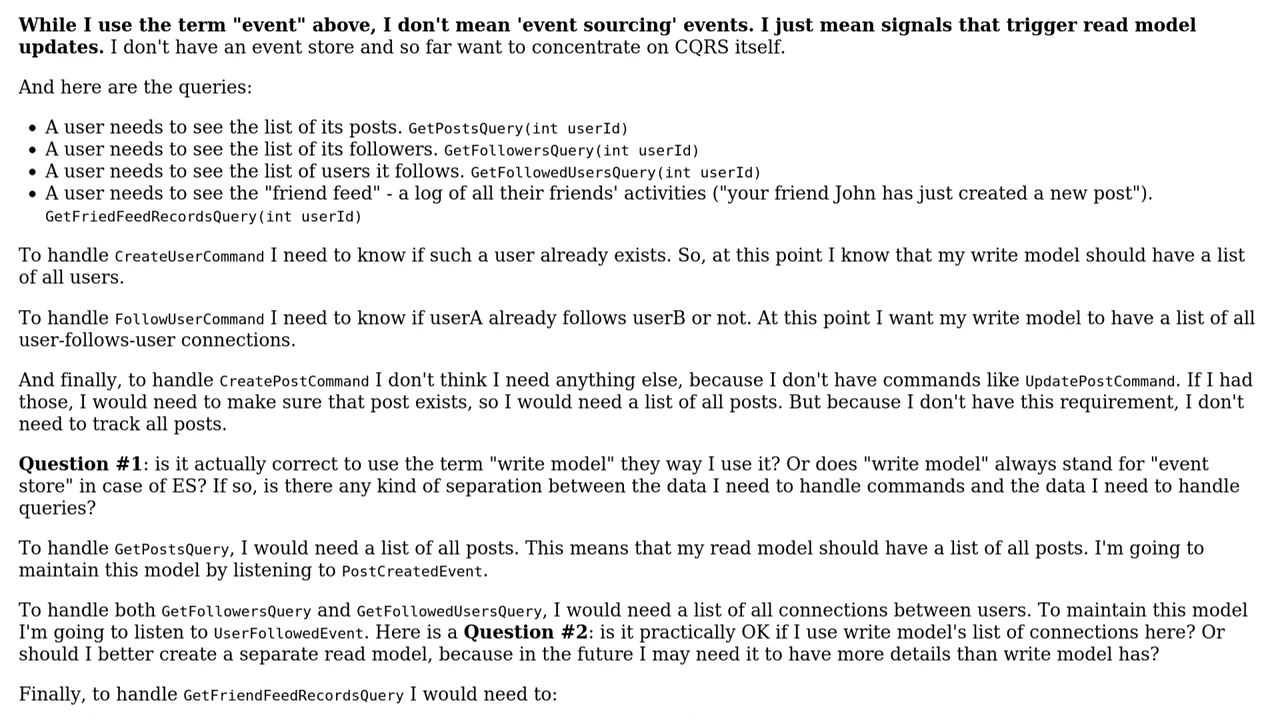 While I use the term "event" above, I don't mean 'event sourcing' events. I just mean signals that trigger read model
updates. I don't have an event store and so far want to concentrate on CQRS itself.
And here are the queries:
• A user needs to see the list of its posts. GetPostsQuery(int userId)
• A user needs to see the list of its followers. GetFollowersQuery(int userId)
• A user needs to see the list of users it follows. GetFollowedUsersQuery(int userId)
• A user needs to see the "friend feed" - a log of all their friends' activities ("your friend John has just created a new post").
GetFriedFeedRecordsQuery(int userId)
To handle CreateUserCommand I need to know if such a user already exists. So, at this point I know that my write model should have a list
of all users.
To handle FollowUserCommand I need to know if userA already follows userB or not. At this point I want my write model to have a list of all
user-follows-user connections.
And finally, to handle CreatePostCommand I don't think I need anything else, because I don't have commands like UpdatePostCommand. If I had
those, I would need to make sure that post exists, so I would need a list of all posts. But because I don't have this requirement, I don't
need to track all posts.
Question #1: is it actually correct to use the term "write model" they way I use it? Or does "write model" always stand for "event
store" in case of ES? If so, is there any kind of separation between the data I need to handle commands and the data I need to handle
queries?
To handle GetPostsQuery, I would need a list of all posts. This means that my read model should have a list of all posts. I'm going to
maintain this model by listening to PostCreatedEvent.
To handle both GetFollowersQuery and GetFollowedUsersQuery, I would need a list of all connections between users. To maintain this model
I'm going to listen to UserFollowedEvent. Here is a Question #2: is it practically OK if I use write model's list of connections here? Or
should I better create a separate read model, because in the future I may need it to have more details than write model has?
Finally, to handle GetFriendFeedRecordsQuery I would need to: